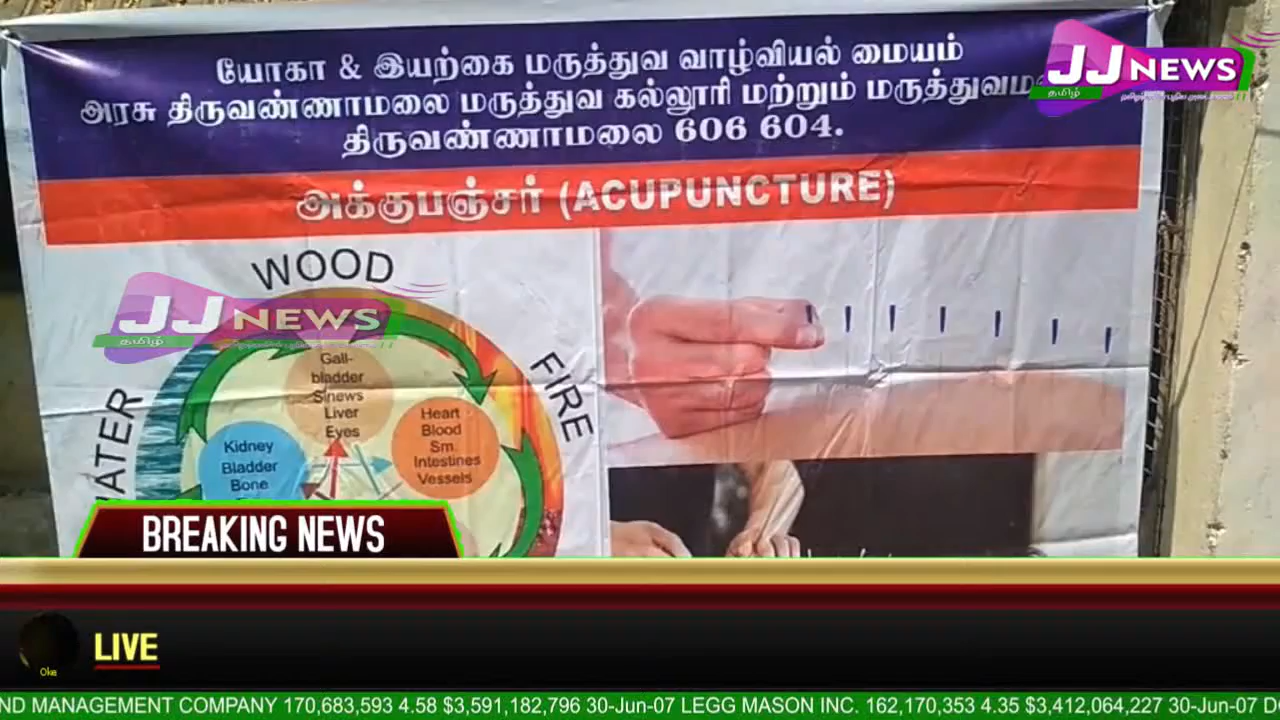 யோகா & இயற்கை மருத்துவ வாழ்வியல் மையம்
அரசு திருவண்ணாமலை மருத்துவ கல்லூரி மற்றும்
திருவண்ணாமலை 606 604.
JJ NEWS
தமிழ்
அக்குபஞ்சர் (ACUPUNCTURE)
WOOD
JJ NEWS
தமிழ்
FIRE
Gall-
bladder
Sinews
Liver
Eyes
Heart
Blood
Sm.
Intestines
Vessels
Kidney
Bladder
Bone
BREAKING NEWS
LIVE
Oke
ND MANAGEMENT COMPANY 170,683,593 4.58 $3,591,182,796 30-Jun-07 LEGG MASON INC. 162,170,353 4.35 $3,412,064,227 30-Jun-07